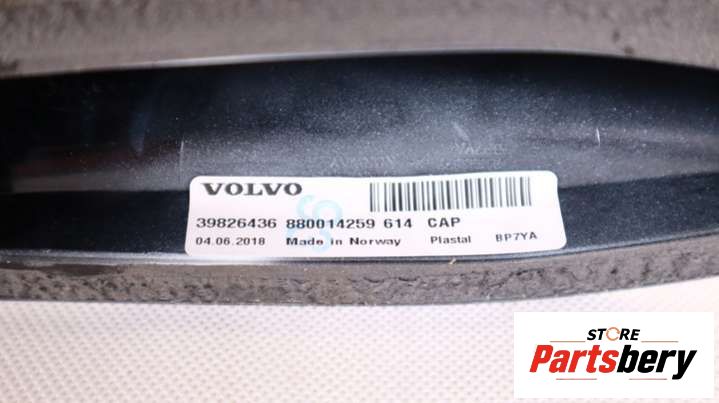 VOLVO
39826436 880014259 614 CAP
04.06.2018 Made in Norway Plastal BP7YA
STORE
Partsbery